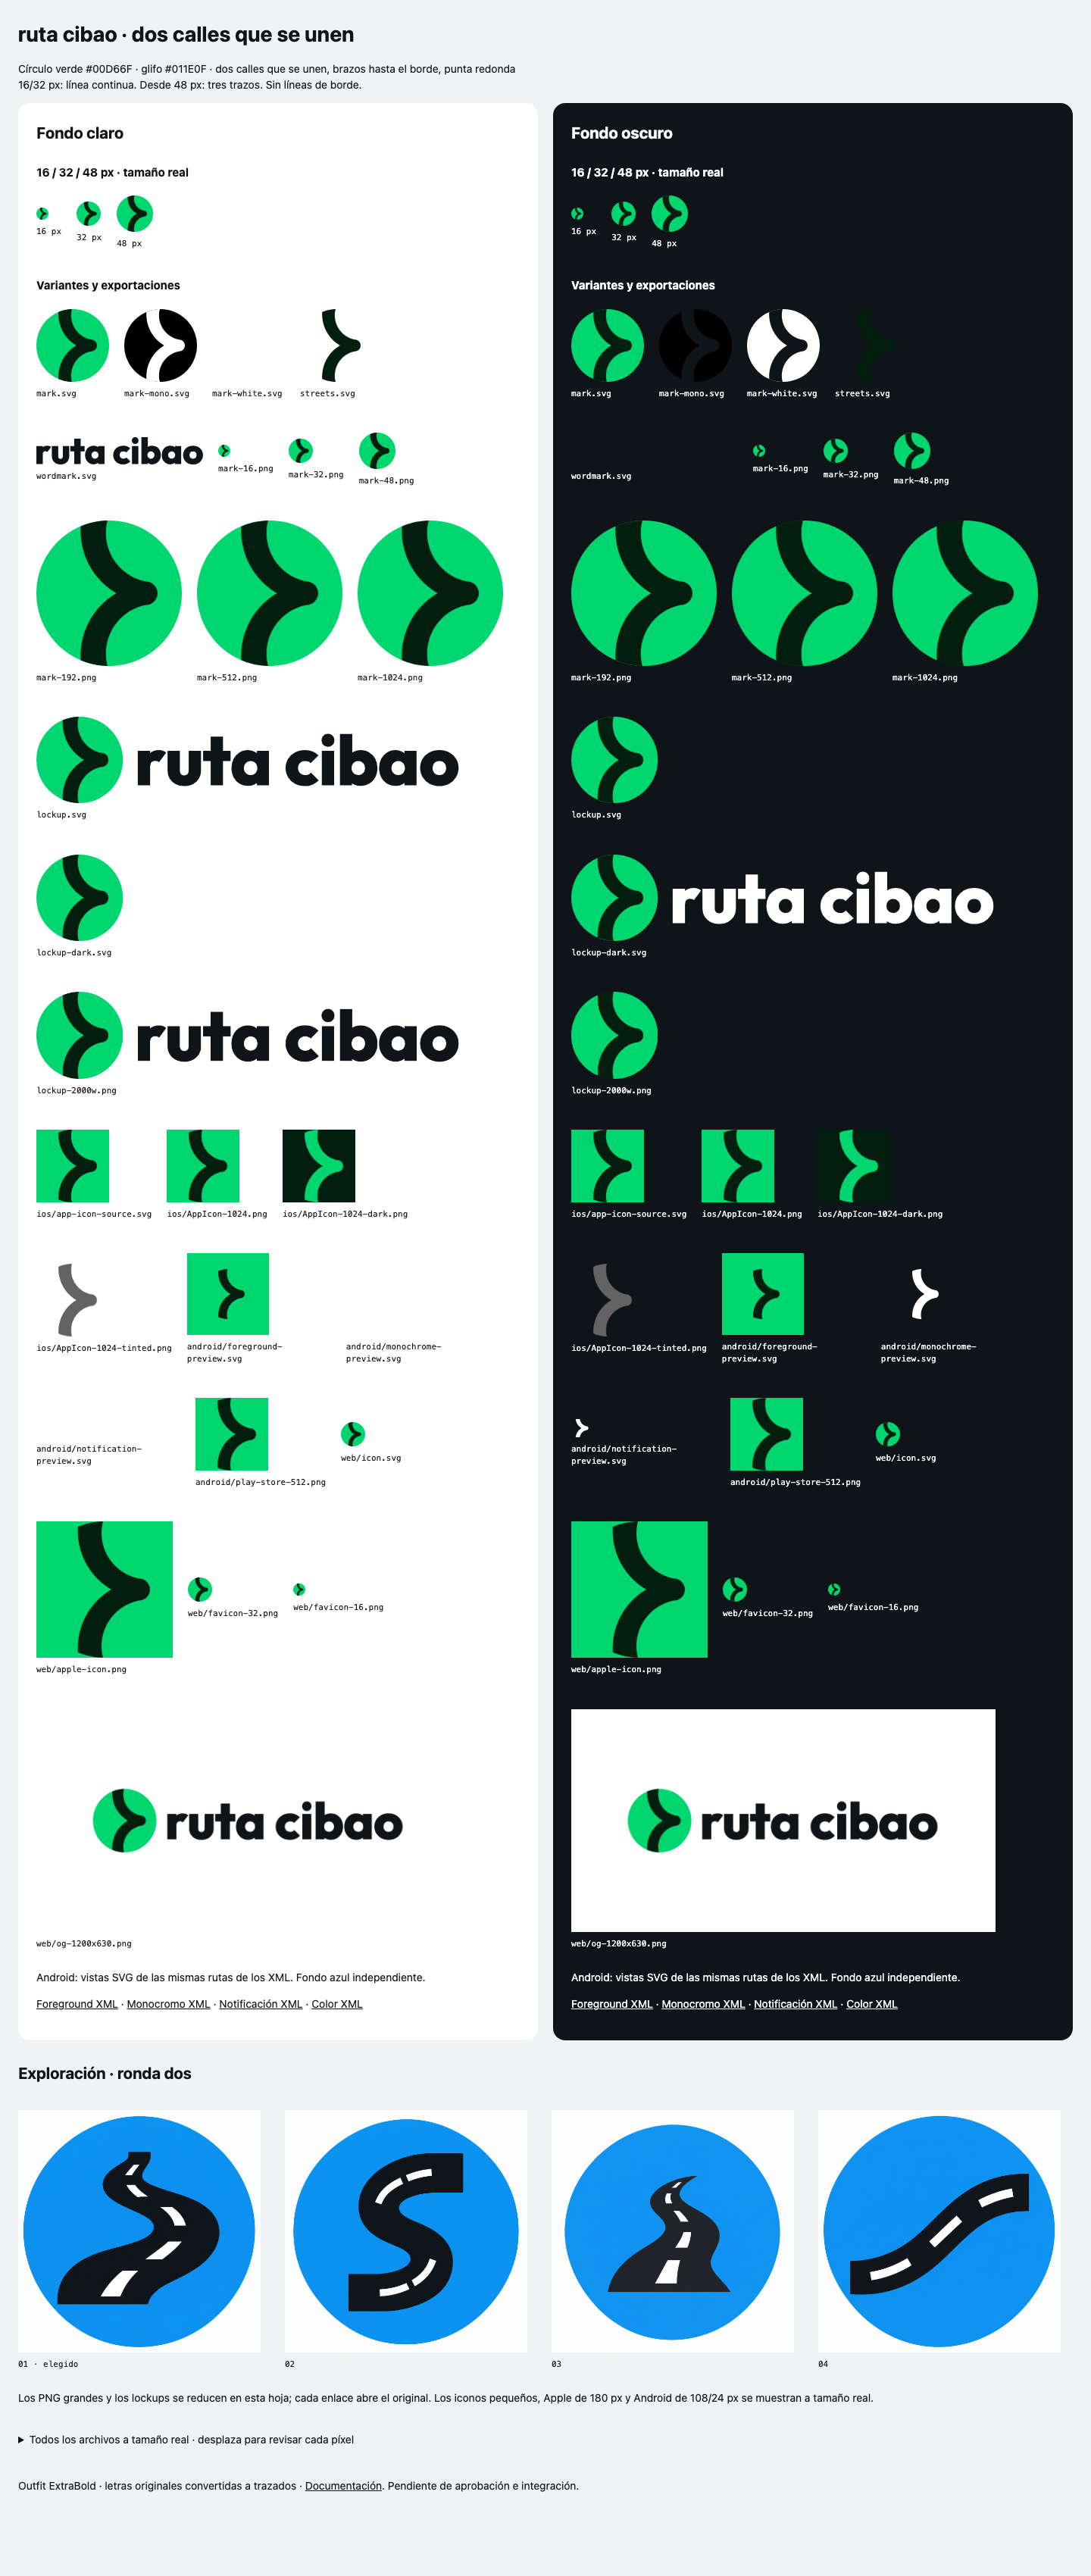 ruta cibao · dos calles que se unen
Círculo verde #00D66F · glifo #011E0F · dos calles que se unen, brazos hasta el borde, punta redonda
16/32 px: línea continua. Desde 48 px: tres trazos. Sin líneas de borde.
Fondo claro
16 / 32 / 48 px · tamaño real
16 px
32 px
48 px
Variantes y exportaciones
mark.svg
mark-mono.svg
mark-white.svg
streets.svg
ruta cibao
wordmark.svg
mark-16.png
mark-32.png
mark-48.png
mark-192.png
mark-512.png
mark-1024.png
ruta cibao
lockup.svg
lockup-dark.svg
ruta cibao
lockup-2000w.png
ios/app-icon-source.svg
ios/AppIcon-1024.png
ios/AppIcon-1024-dark.png
ios/AppIcon-1024-tinted.png
android/foreground-
preview.svg
android/monochrome-
preview.svg
android/notification-
preview.svg
android/play-store-512.png
web/icon.svg
web/apple-icon.png
web/favicon-32.png
web/favicon-16.png
ruta cibao
web/og-1200x630.png
Android: vistas SVG de las mismas rutas de los XML. Fondo azul independiente.
Foreground XML · Monocromo XML · Notificación XML · Color XML
Fondo oscuro
16 / 32 / 48 px · tamaño real
16 px
32 px
48 px
Variantes y exportaciones
mark.svg
mark-mono.svg
mark-white.svg
streets.svg
wordmark.svg
mark-16.png
mark-32.png
mark-48.png
mark-192.png
mark-512.png
mark-1024.png
lockup.svg
ruta cibao
lockup-dark.svg
lockup-2000w.png
ios/app-icon-source.svg
ios/AppIcon-1024.png
ios/AppIcon-1024-dark.png
ios/AppIcon-1024-tinted.png
android/foreground-
preview.svg
android/monochrome-
preview.svg
android/notification-
preview.svg
android/play-store-512.png
web/icon.svg
web/apple-icon.png
web/favicon-32.png
web/favicon-16.png
ruta cibao
web/og-1200x630.png
Android: vistas SVG de las mismas rutas de los XML. Fondo azul independiente.
Foreground XML · Monocromo XML · Notificación XML · Color XML
Exploración · ronda dos
01 · elegido
02
03
04
Los PNG grandes y los lockups se reducen en esta hoja; cada enlace abre el original. Los iconos pequeños, Apple de 180 px y Android de 108/24 px se muestran a tamaño real.
▶ Todos los archivos a tamaño real · desplaza para revisar cada píxel
Outfit ExtraBold · letras originales convertidas a trazados · Documentación. Pendiente de aprobación e integración.